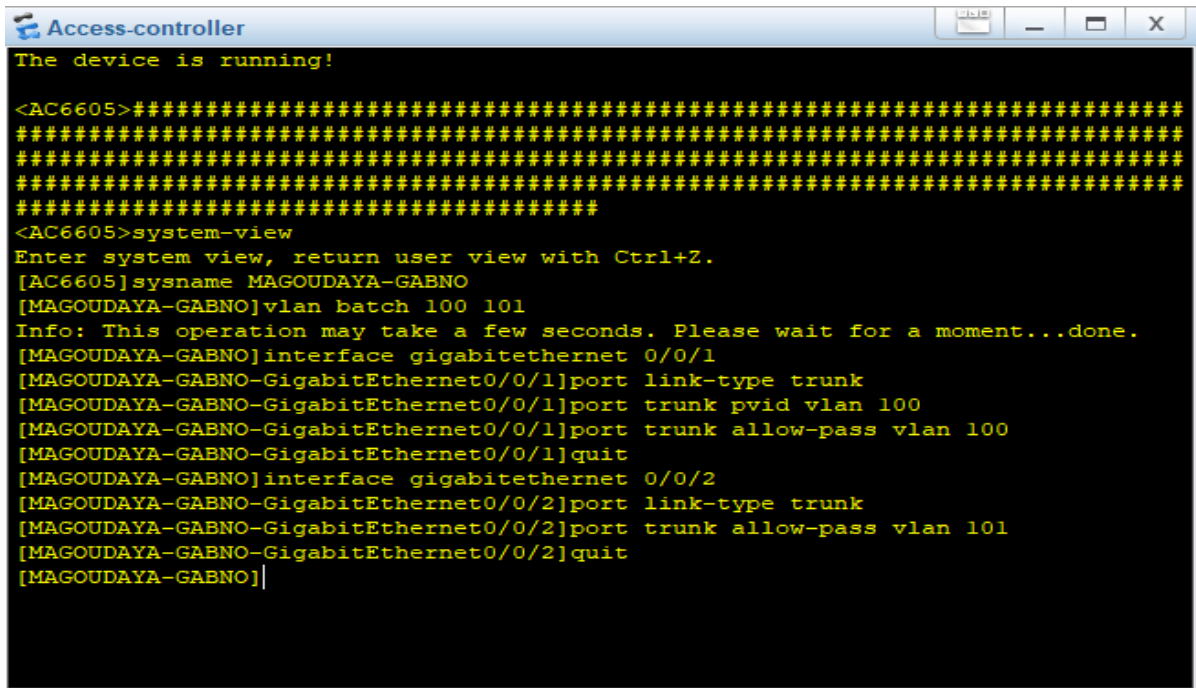 Access-controller
The device is running!
<AC6605>########################################################################
################################################################################
################################################################################
################################################################################
########################################
<AC6605>system-view
Enter system view, return user view with Ctrl+Z.
[AC6605]sysname MAGOUDAYA-GABNO
[MAGOUDAYA-GABNO]vlan batch 100 101
Info: This operation may take a few seconds. Please wait for a moment...done.
[MAGOUDAYA-GABNO]interface gigabitethernet 0/0/1
[MAGOUDAYA-GABNO-GigabitEthernet0/0/1]port link-type trunk
[MAGOUDAYA-GABNO-GigabitEthernet0/0/1]port trunk pvid vlan 100
[MAGOUDAYA-GABNO-GigabitEthernet0/0/1]port trunk allow-pass vlan 100
[MAGOUDAYA-GABNO-GigabitEthernet0/0/1]quit
[MAGOUDAYA-GABNO]interface gigabitethernet 0/0/2
[MAGOUDAYA-GABNO-GigabitEthernet0/0/2]port link-type trunk
[MAGOUDAYA-GABNO-GigabitEthernet0/0/2]port trunk allow-pass vlan 101
[MAGOUDAYA-GABNO-GigabitEthernet0/0/2]quit
[MAGOUDAYA-GABNO]